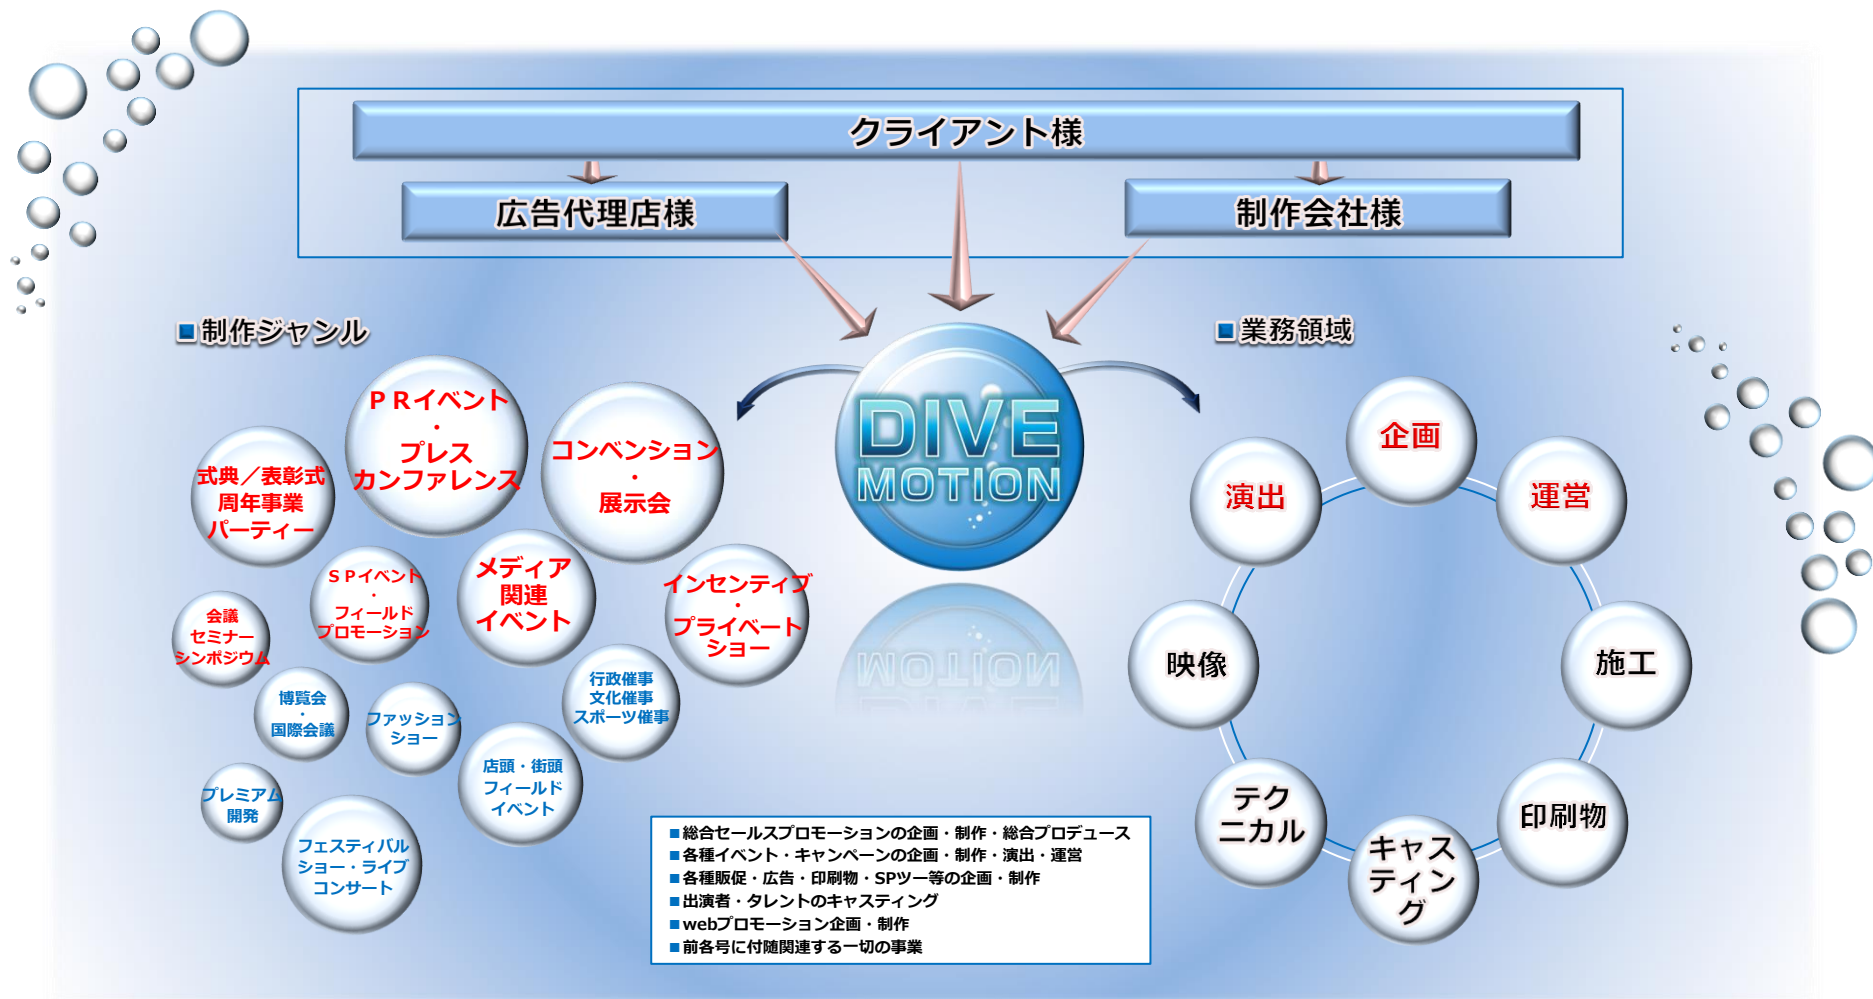 クライアント様
広告代理店様
制作会社様
■制作ジャンル
■業務領域
DIVE
MOTION
ＰＲイベント
・
プレス
カンファレンス
コンベンション
・
展示会
式典／表彰式
周年事業
パーティー
ＳＰイベント
・
フィールド
プロモーション
メディア
関連
イベント
インセンティブ
・
プライベート
ショー
会議
セミナー
シンポジウム
博覧会
・
国際会議
ファッション
ショー
行政催事
文化催事
スポーツ催事
店頭・街頭
フィールド
イベント
プレミアム
開発
フェスティバル
ショー・ライブ
コンサート
企画
演出
運営
映像
施工
テク
ニカル
印刷物
キャス
ティン
グ
■総合セールスプロモーションの企画・制作・総合プロデュース
■各種イベント・キャンペーンの企画・制作・演出・運営
■各種販促・広告・印刷物・SPツー等の企画・制作
■出演者・タレントのキャスティング
■webプロモーション企画・制作
■前各号に付随関連する一切の事業